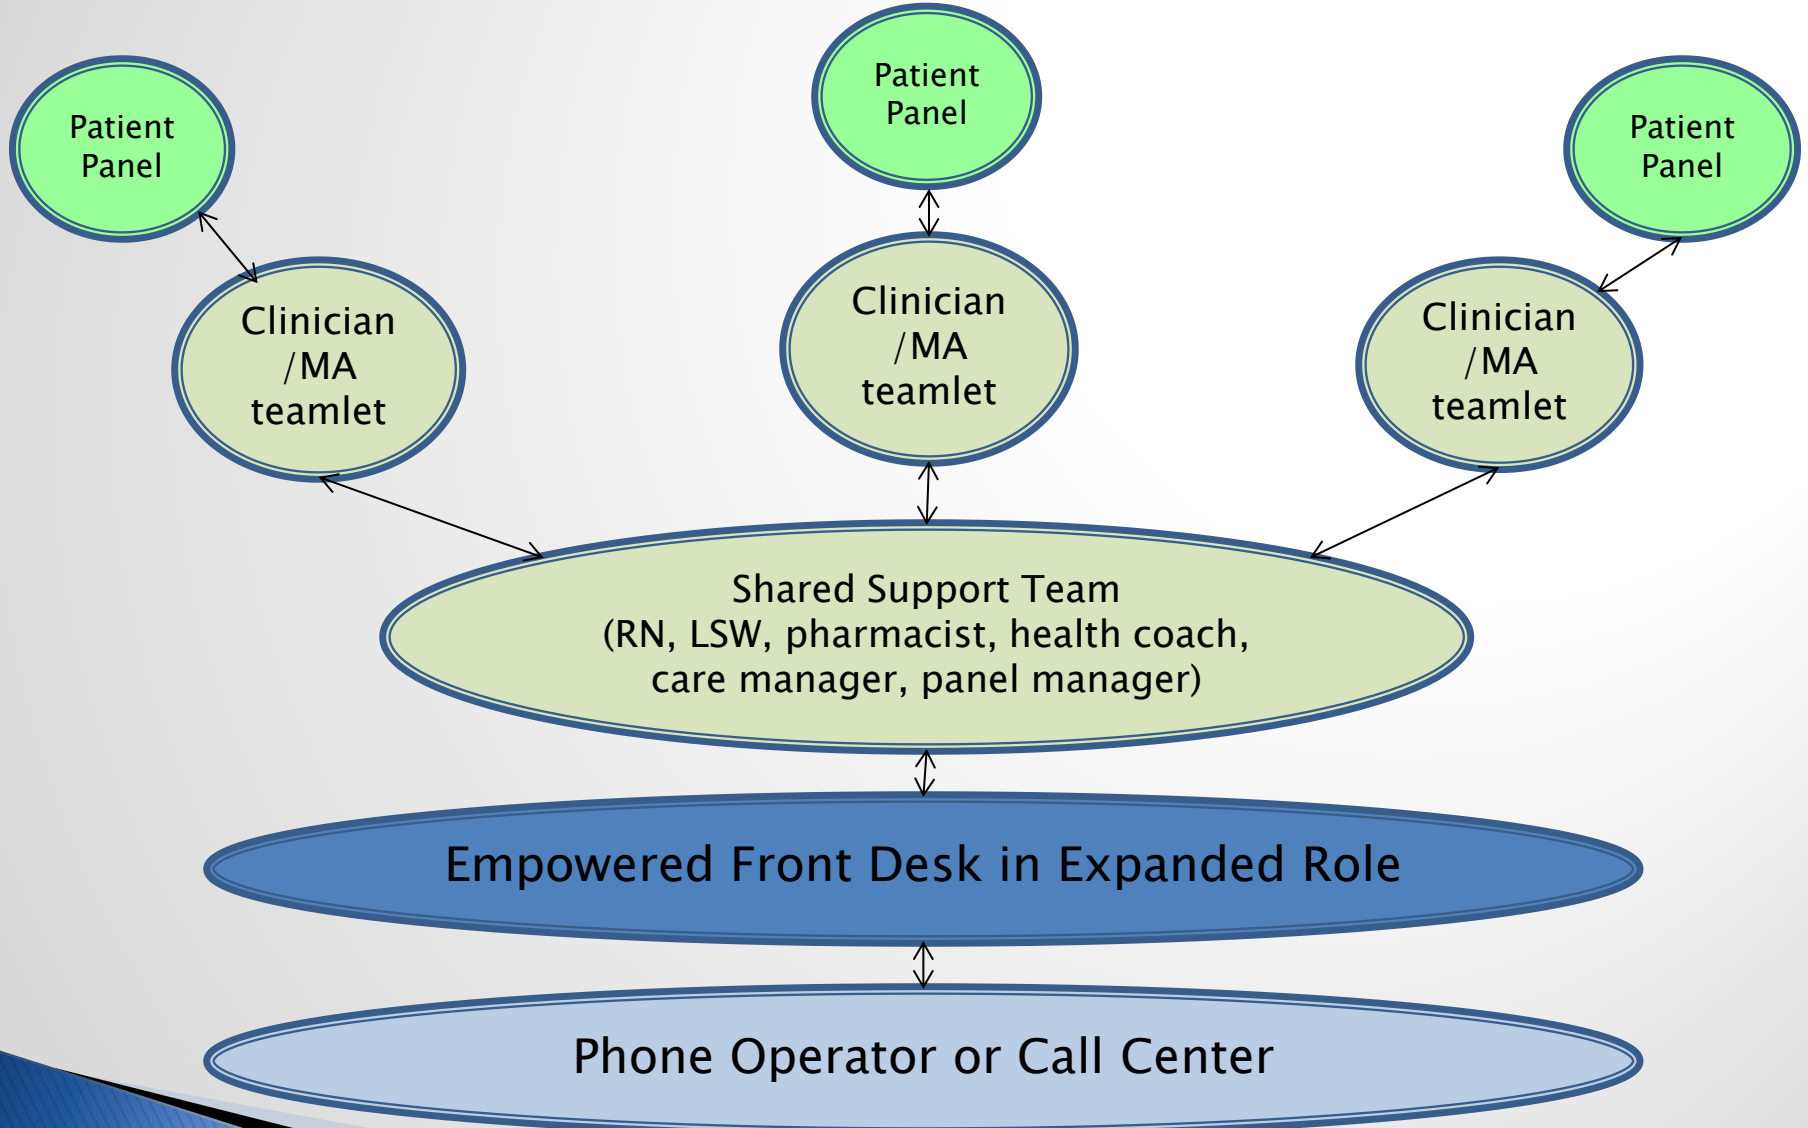 Patient
Panel
Patient
Panel
Patient
Panel
Clinician
/MA
teamlet
Clinician
/MA
teamlet
Clinician
/MA
teamlet
Shared Support Team
(RN, LSW, pharmacist, health coach,
care manager, panel manager)
Empowered Front Desk in Expanded Role
Phone Operator or Call Center